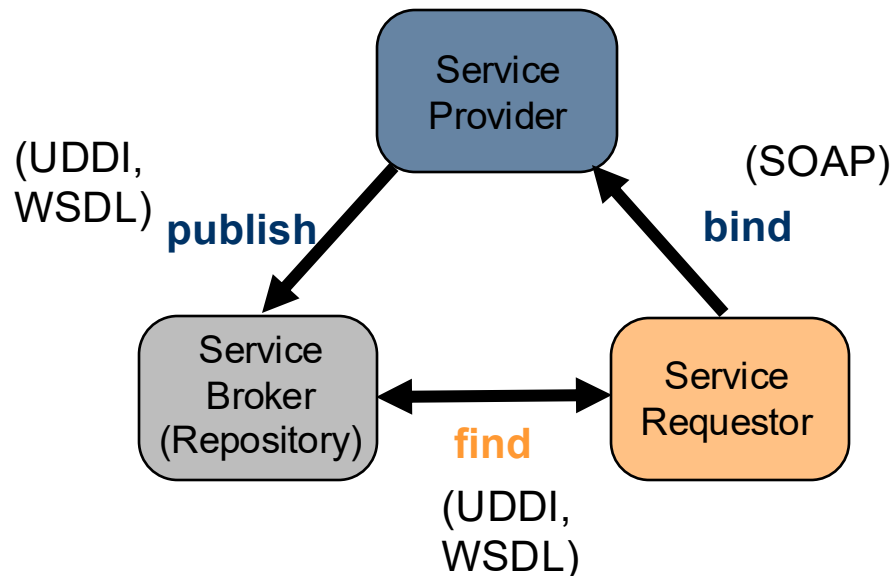 Service
Provider
(UDDI,
WSDL)
publish
(SOAP)
bind
Service
Broker
(Repository)
Service
Requestor
find
(UDDI,
WSDL)